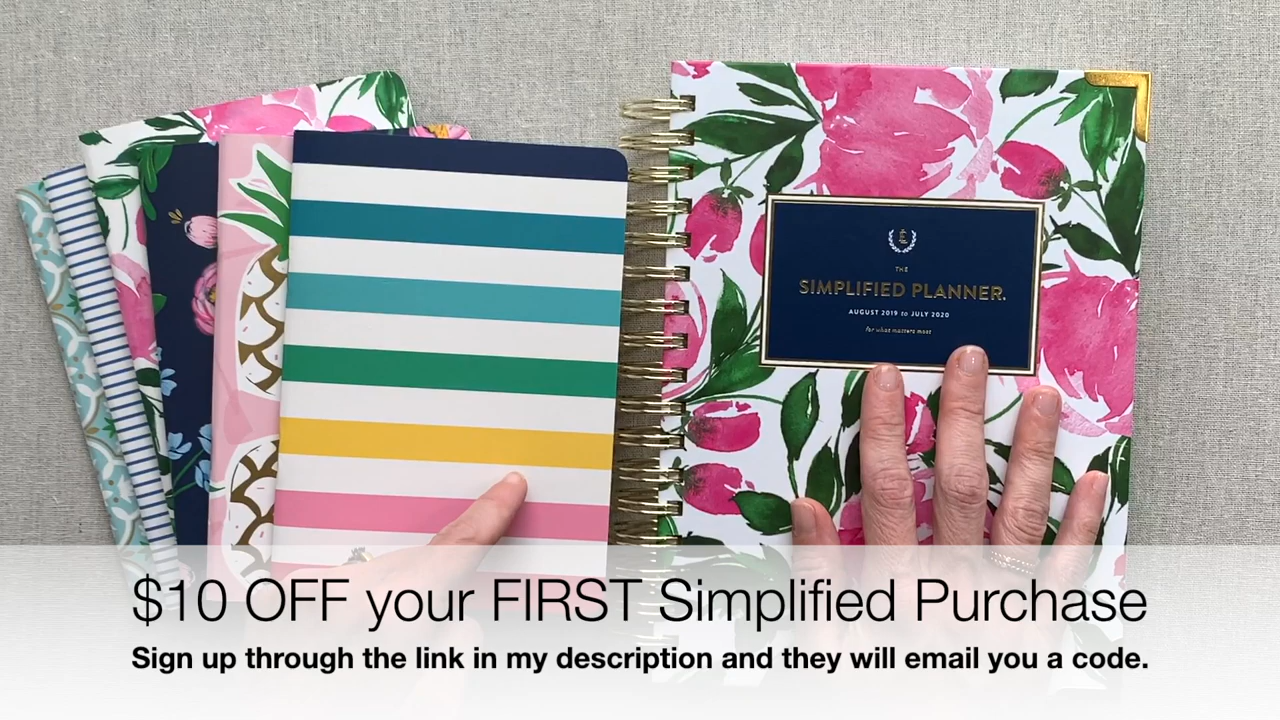 THE
SIMPLIFIED PLANNER.
AUGUST 2019 to JULY 2020
for what matters most
$10 OFF your FIRST Simplified Purchase
Sign up through the link in my description and they will email you a code.